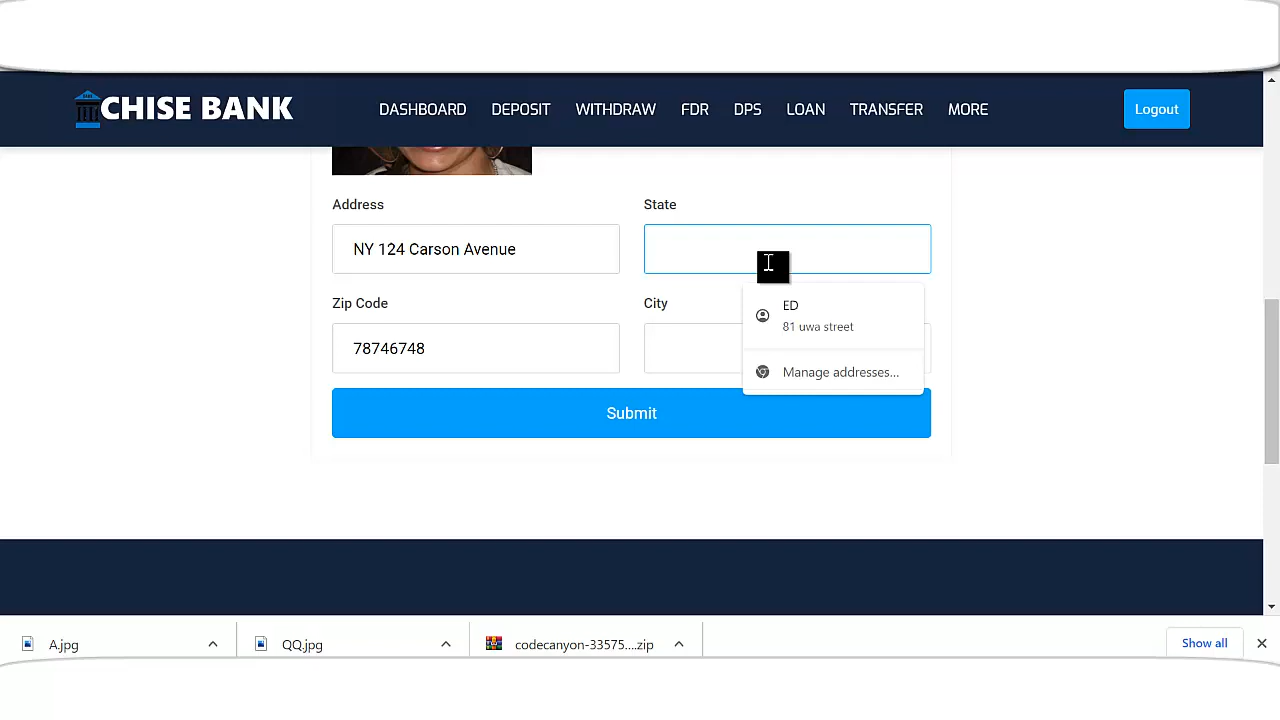 CHISE BANK
DASHBOARD DEPOSIT WITHDRAW FDR DPS LOAN TRANSFER MORE
Logout
Address
State
NY 124 Carson Avenue
Zip Code
City
78746748
ED
81 uwa street
Manage addresses...
Submit
A.jpg
QQ.jpg
codecanyon-33575....zip
Show all